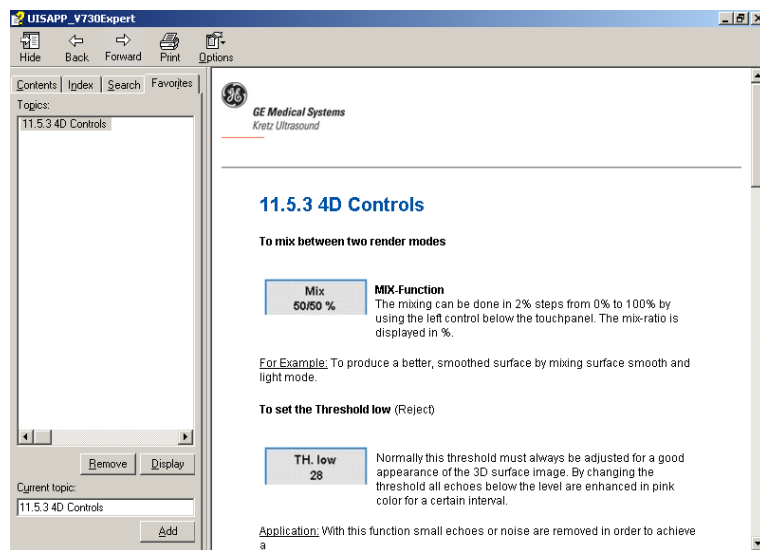 UISAPP_V730Expert
Hide Back Forward Print Options
Contents Index Search Favorites
Topics:
11.5.3 4D Controls
Remove Display
Current topic:
11.5.3 4D Controls
Add
GE Medical Systems
Kretz Ultrasound
11.5.3 4D Controls
To mix between two render modes
Mix
50/50 %
MIX-Function
The mixing can be done in 2% steps from 0% to 100% by
using the left control below the touchpanel. The mix-ratio is
displayed in %.
For Example: To produce a better, smoothed surface by mixing surface smooth and
light mode.
To set the Threshold low (Reject)
TH. low
28
Normally this threshold must always be adjusted for a good
appearance of the 3D surface image. By changing the
threshold all echoes below the level are enhanced in pink
color for a certain interval.
Application: With this function small echoes or noise are removed in order to achieve
a